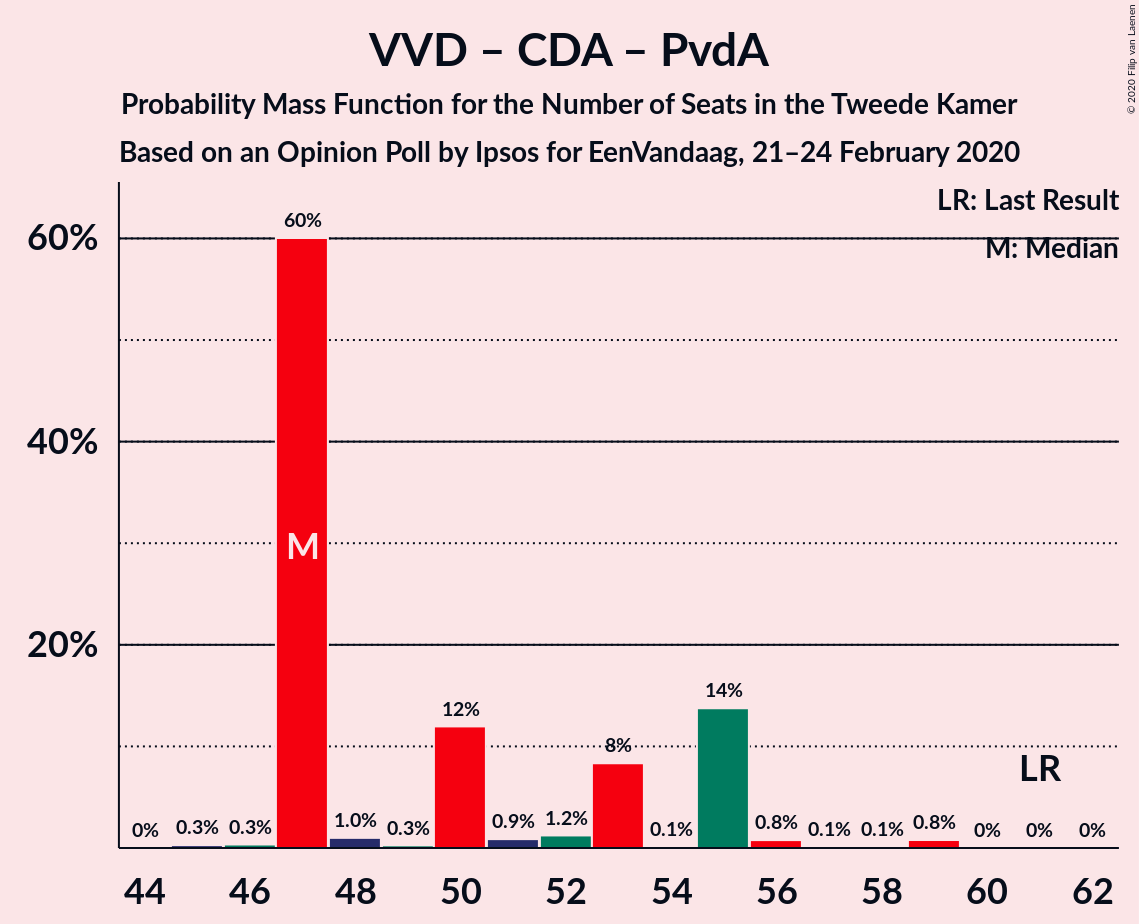 VVD – CDA – PvdA
Probability Mass Function for the Number of Seats in the Tweede Kamer
Based on an Opinion Poll by Ipsos for EenVandaag, 21–24 February 2020
© 2020 Filip van Laenen
LR: Last Result
M: Median
60%
40%
20%
0%
0.3%
0.3%
60%
1.0%
0.3%
12%
0.9%
1.2%
8%
0.1%
14%
0.8%
0.1%
0.1%
0.8%
0%
0%
0%
M
LR
44 46 48 50 52 54 56 58 60 62